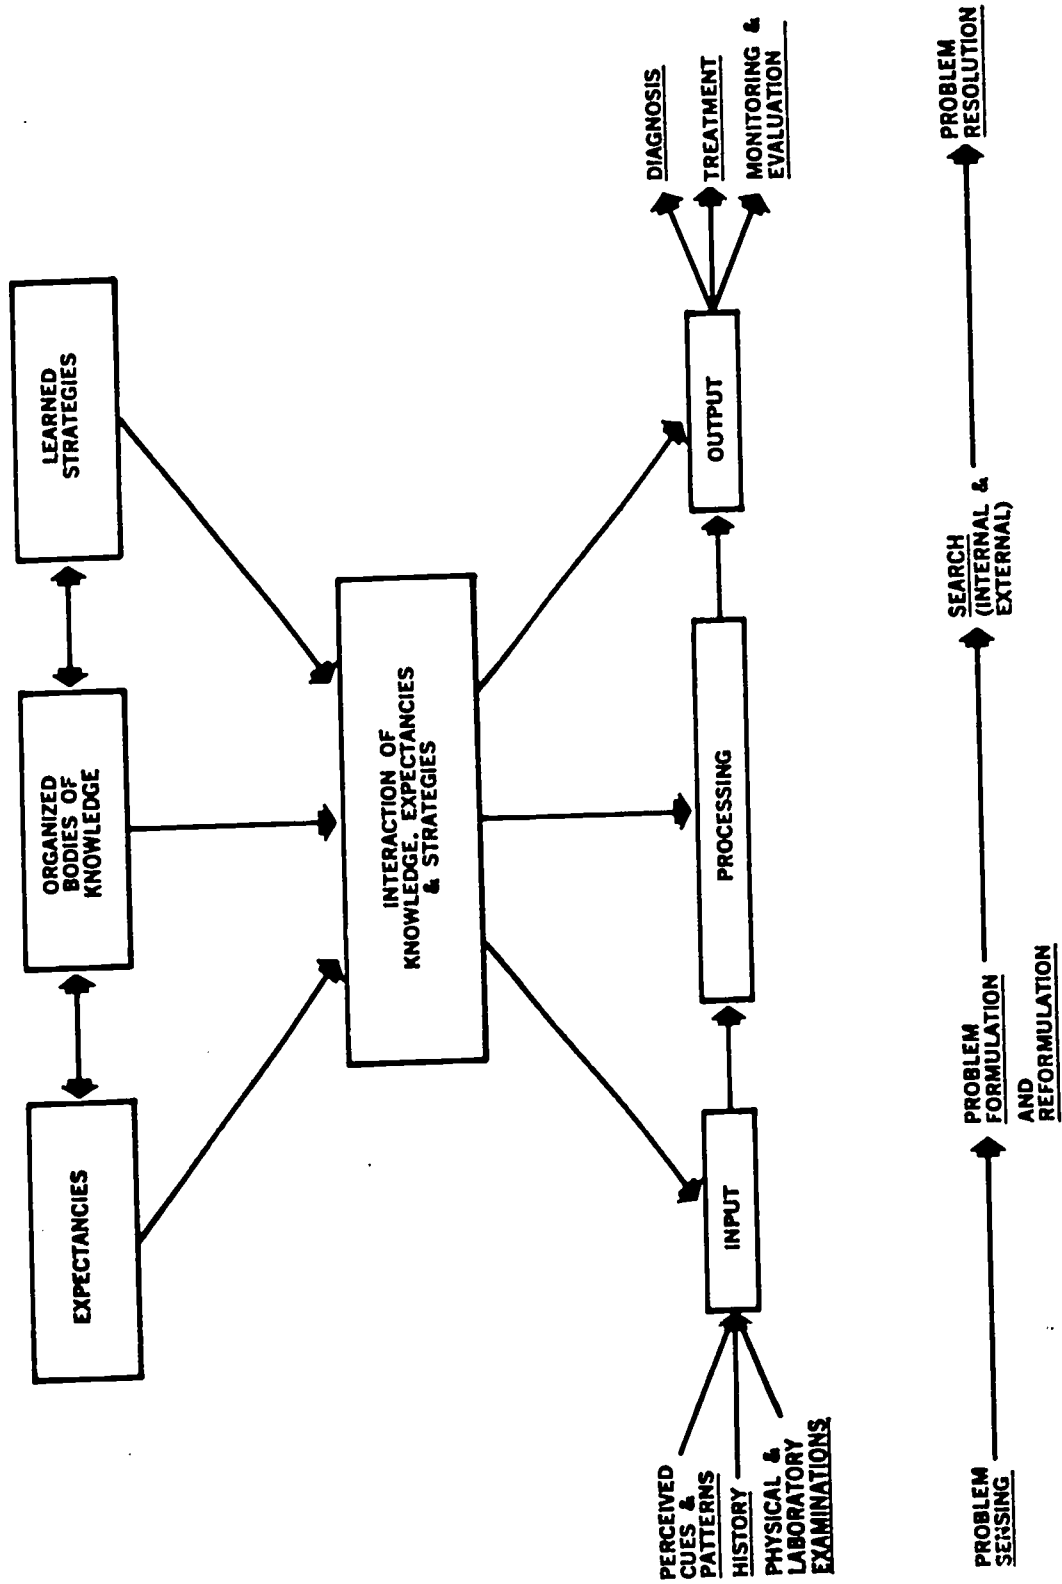 EXPECTANCIES
ORGANIZED
BODIES OF
KNOWLEDGE
LEARNED
STRATEGIES
INTERACTION OF
KNOWLEDGE. EXPECTANCIES
& STRATEGIES
PERCEIVED
CUES &
PATTERNS
HISTORY
PHYSICAL &
LABORATORY
EXAMINATIONS
INPUT
PROCESSING
OUTPUT
DIAGNOSIS
TREATMENT
MONITORING &
EVALUATION
PROBLEM
SENSING
PROBLEM
FORMULATION
AND
REFORMULATION
SEARCH
(INTERNAL &
EXTERNAL)
PROBLEM
RESOLUTION